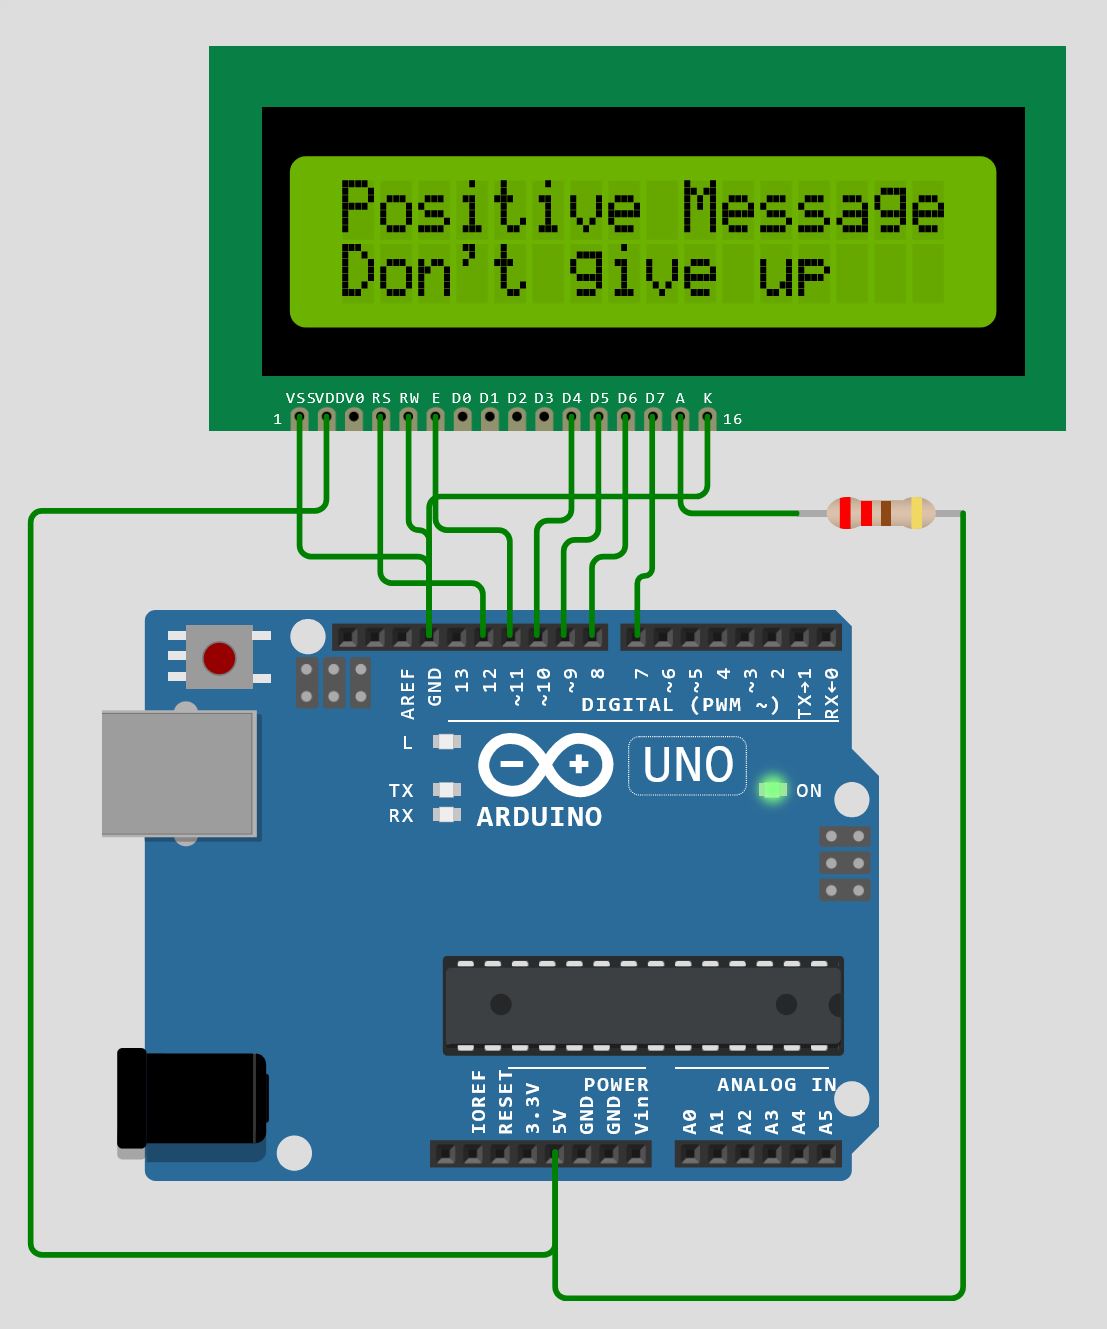 Positive Message
Don't give up
VSS VDD V0 RS RW E D0 D1 D2 D3 D4 D5 D6 D7 A K
1 16
AREF GND 13 12 ~11 ~10 ~9 8 7 ~6 ~5 4 ~3 2 TX→1 RX←0
DIGITAL (PWM ~)
L
TX
RX
UNO
ON
ARDUINO
IOREF RESET 3.3V 5V GND GND Vin
POWER
ANALOG IN
A0 A1 A2 A3 A4 A5